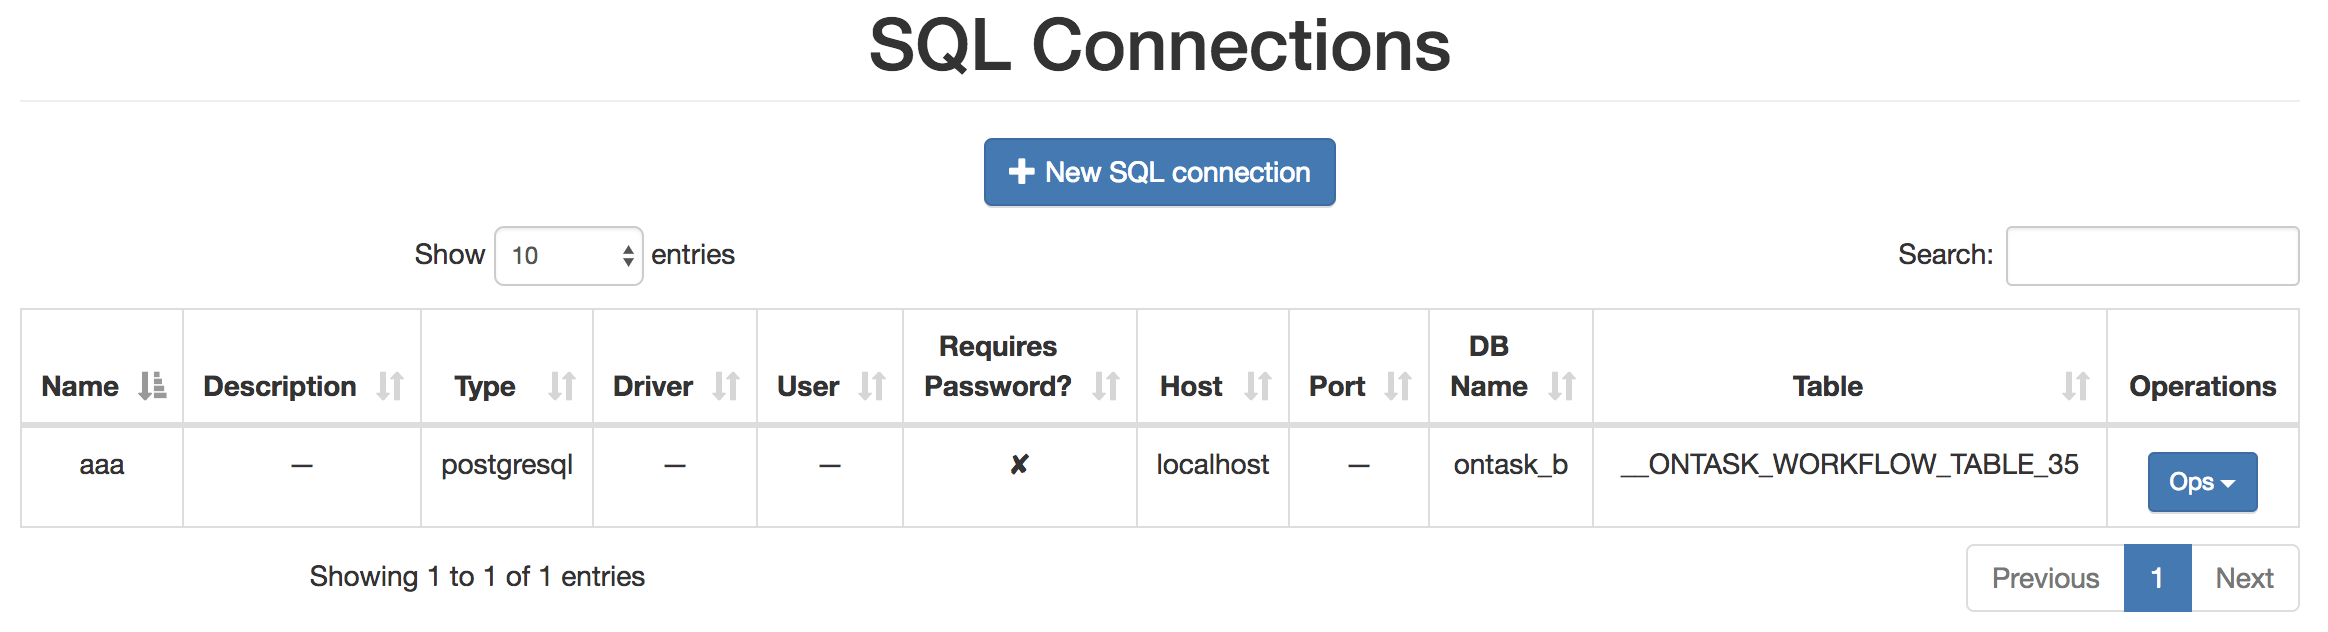 SQL Connections
New SQL connection
Show 10 entries Search:
Name Description Type Driver User Requires Password? Host Port DB Name Table Operations
aaa — postgresql — — ✘ localhost — ontask_b __ONTASK_WORKFLOW_TABLE_35 Ops
Showing 1 to 1 of 1 entries Previous 1 Next